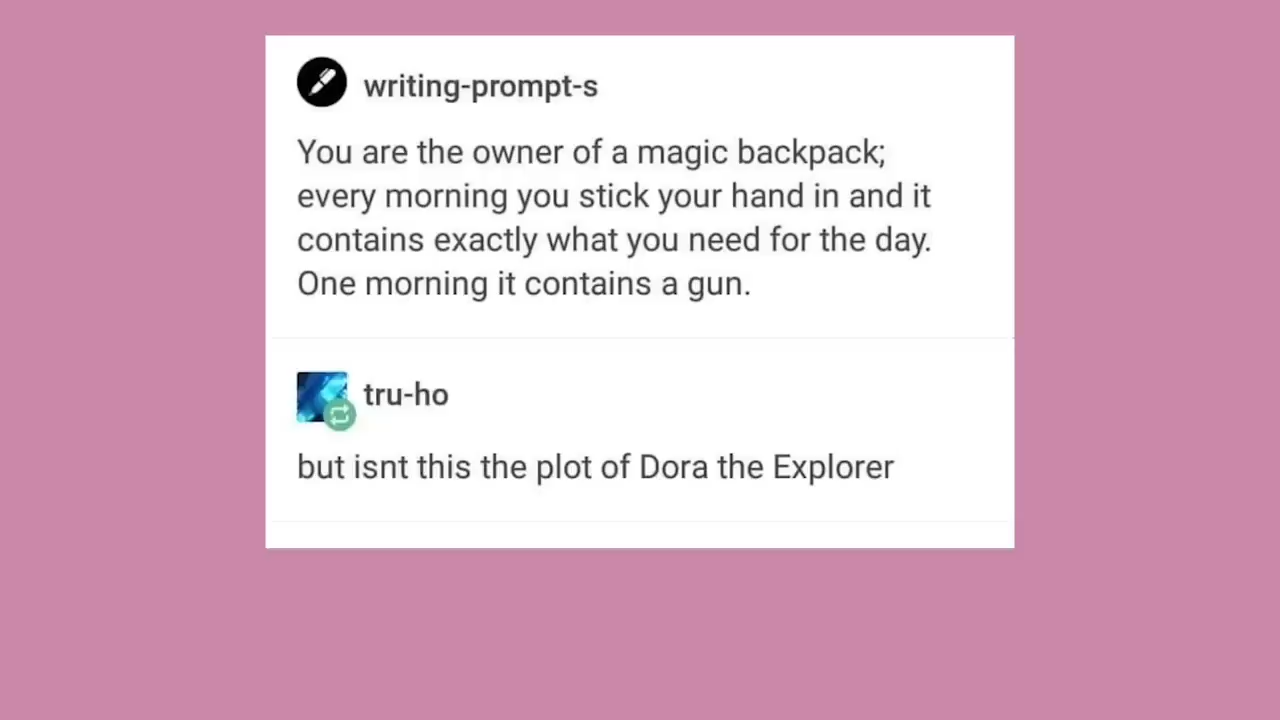 writing-prompt-s
You are the owner of a magic backpack;
every morning you stick your hand in and it
contains exactly what you need for the day.
One morning it contains a gun.
tru-ho
but isnt this the plot of Dora the Explorer